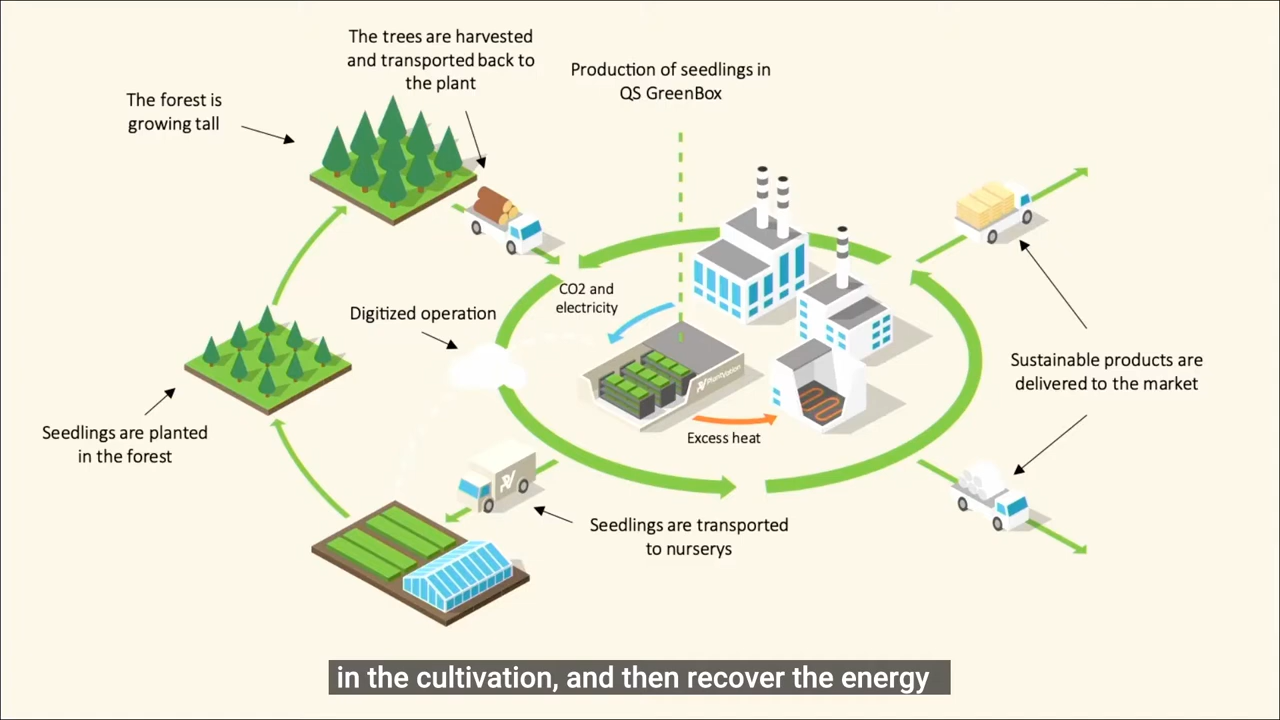 The trees are harvested
and transported back to
the plant
Production of seedlings in
QS GreenBox
The forest is
growing tall
CO2 and
electricity
Digitized operation
Plantvation
Sustainable products are
delivered to the market
Seedlings are planted
in the forest
Excess heat
Seedlings are transported
to nurserys
in the cultivation, and then recover the energy